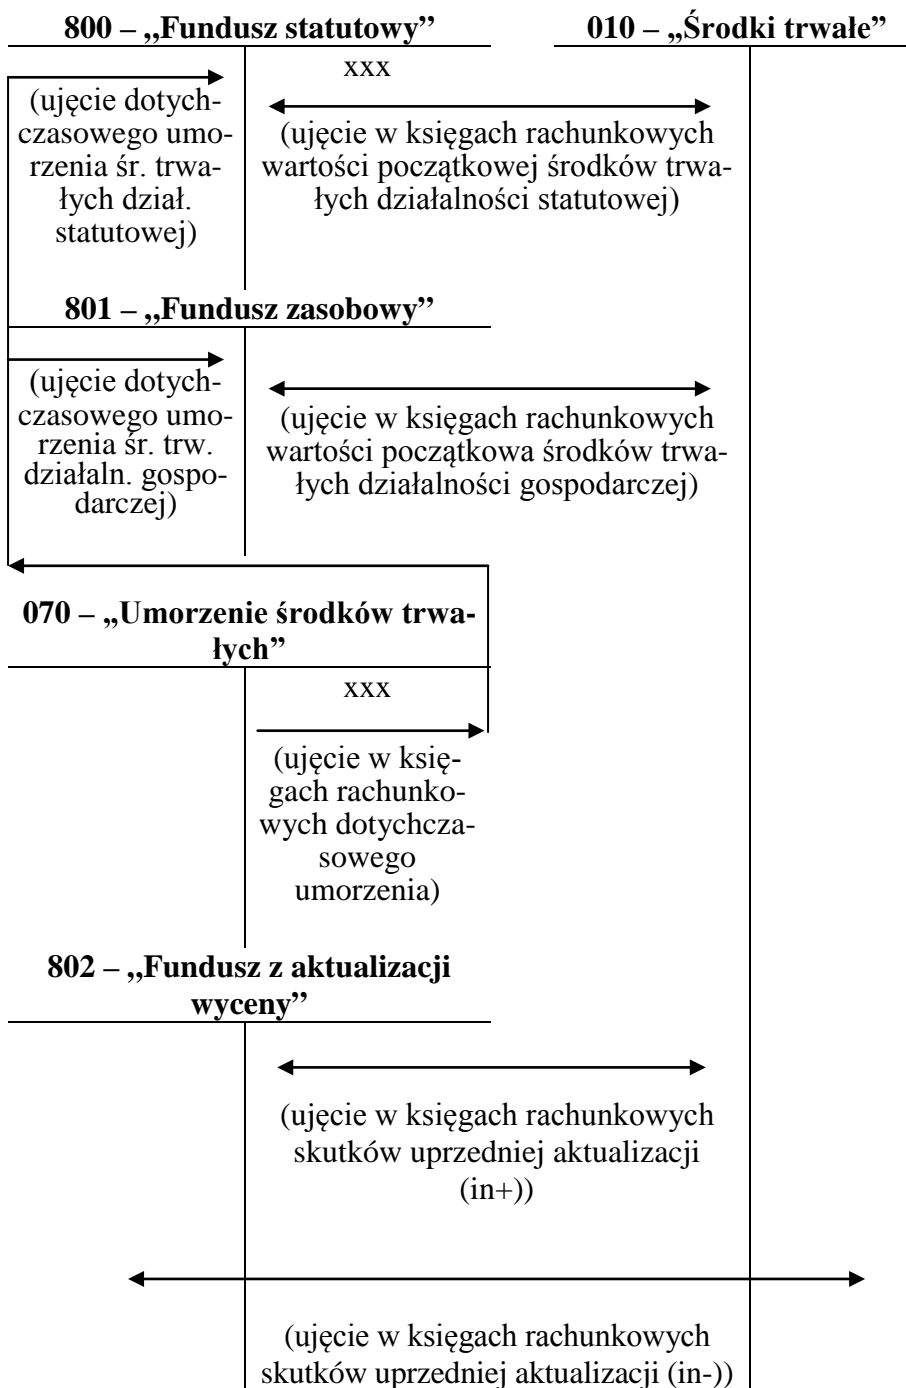 800 – „Fundusz statutowy”
010 – „Środki trwałe”
xxx
(ujęcie dotych-
czasowego umo-
rzenia śr. trwa-
łych dział.
statutowej)
(ujęcie w księgach rachunkowych
wartości początkowej środków trwa-
łych działalności statutowej)
801 – „Fundusz zasobowy”
(ujęcie dotych-
czasowego umo-
rzenia śr. trw.
działaln. gospo-
darczej)
(ujęcie w księgach rachunkowych
wartości początkowa środków trwa-
łych działalności gospodarczej)
070 – „Umorzenie środków trwa-
łych”
xxx
(ujęcie w księ-
gach rachunko-
wych dotychcza-
sowego
umorzenia)
802 – „Fundusz z aktualizacji
wyceny”
(ujęcie w księgach rachunkowych
skutków uprzedniej aktualizacji
(in+))
(ujęcie w księgach rachunkowych
skutków uprzedniej aktualizacji (in-))